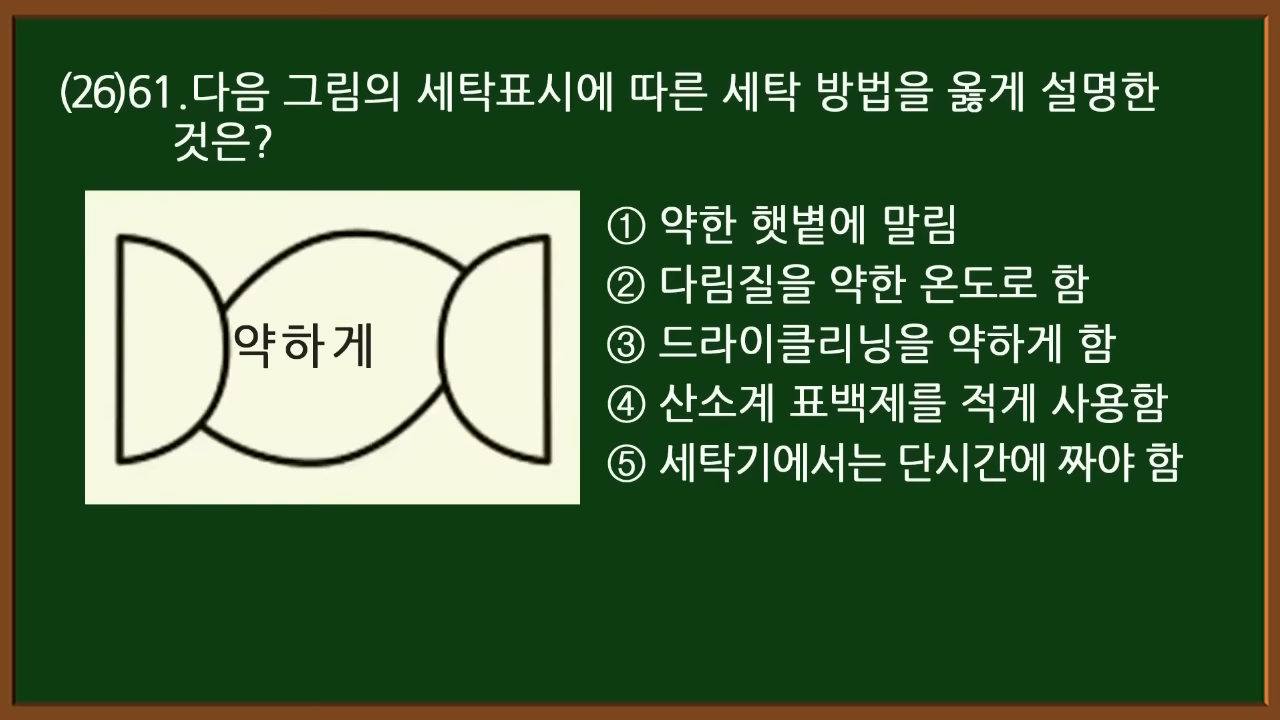 (26)61.다음 그림의 세탁표시에 따른 세탁 방법을 옳게 설명한
것은?
약하게
① 약한 햇볕에 말림
② 다림질을 약한 온도로 함
③ 드라이클리닝을 약하게 함
④ 산소계 표백제를 적게 사용함
⑤ 세탁기에서는 단시간에 짜야 함